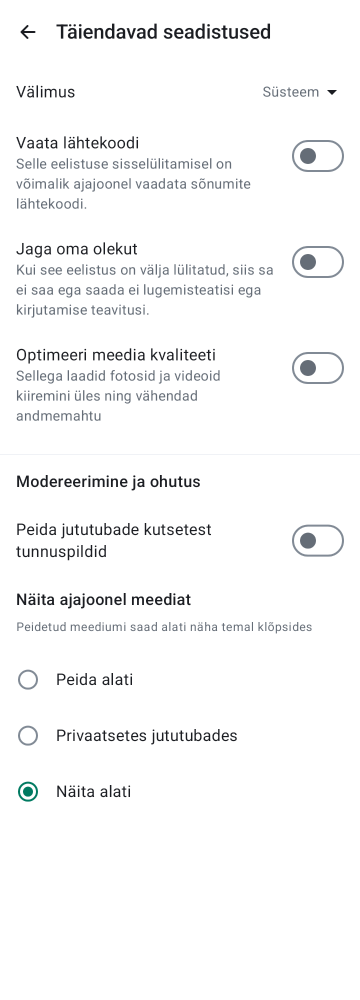 Täiendavad seadistused
Välimus
Süsteem
Vaata lähtekoodi
Selle eelistuse sisselülitamisel on
võimalik ajajoonel vaadata sõnumite
lähtekoodi.
Jaga oma olekut
Kui see eelistus on välja lülitatud, siis sa
ei saa ega saada ei lugemisteatisi ega
kirjutamise teavitusi.
Optimeeri meedia kvaliteeti
Sellega laadid fotosid ja videoid
kiiremini üles ning vähendad
andmemahtu
Modereerimine ja ohutus
Peida jututubade kutsetest
tunnuspildid
Näita ajajoonel meediat
Peidetud meediumi saad alati näha temal klõpsides
Peida alati
Privaatsetes jututubades
Näita alati